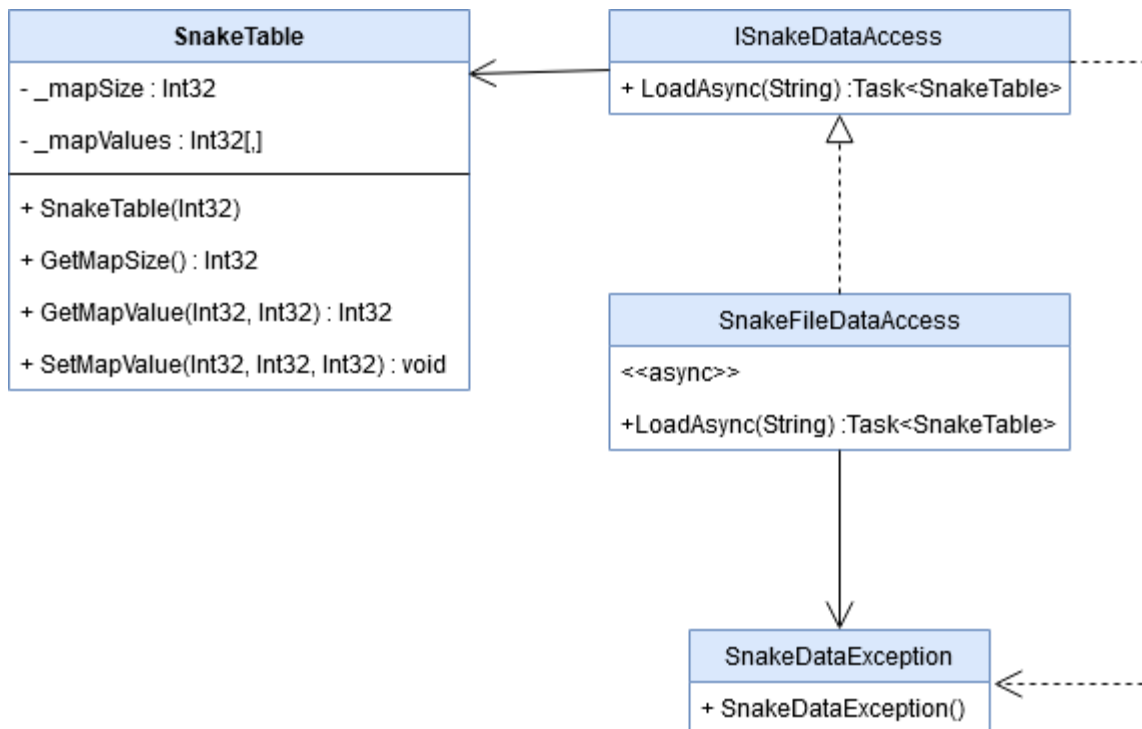 SnakeTable
- _mapSize : Int32
- _mapValues : Int32[,]
+ SnakeTable(Int32)
+ GetMapSize() : Int32
+ GetMapValue(Int32, Int32) : Int32
+ SetMapValue(Int32, Int32, Int32) : void
ISnakeDataAccess
+ LoadAsync(String) :Task<SnakeTable>
SnakeFileDataAccess
<<async>>
+LoadAsync(String) :Task<SnakeTable>
SnakeDataException
+ SnakeDataException()